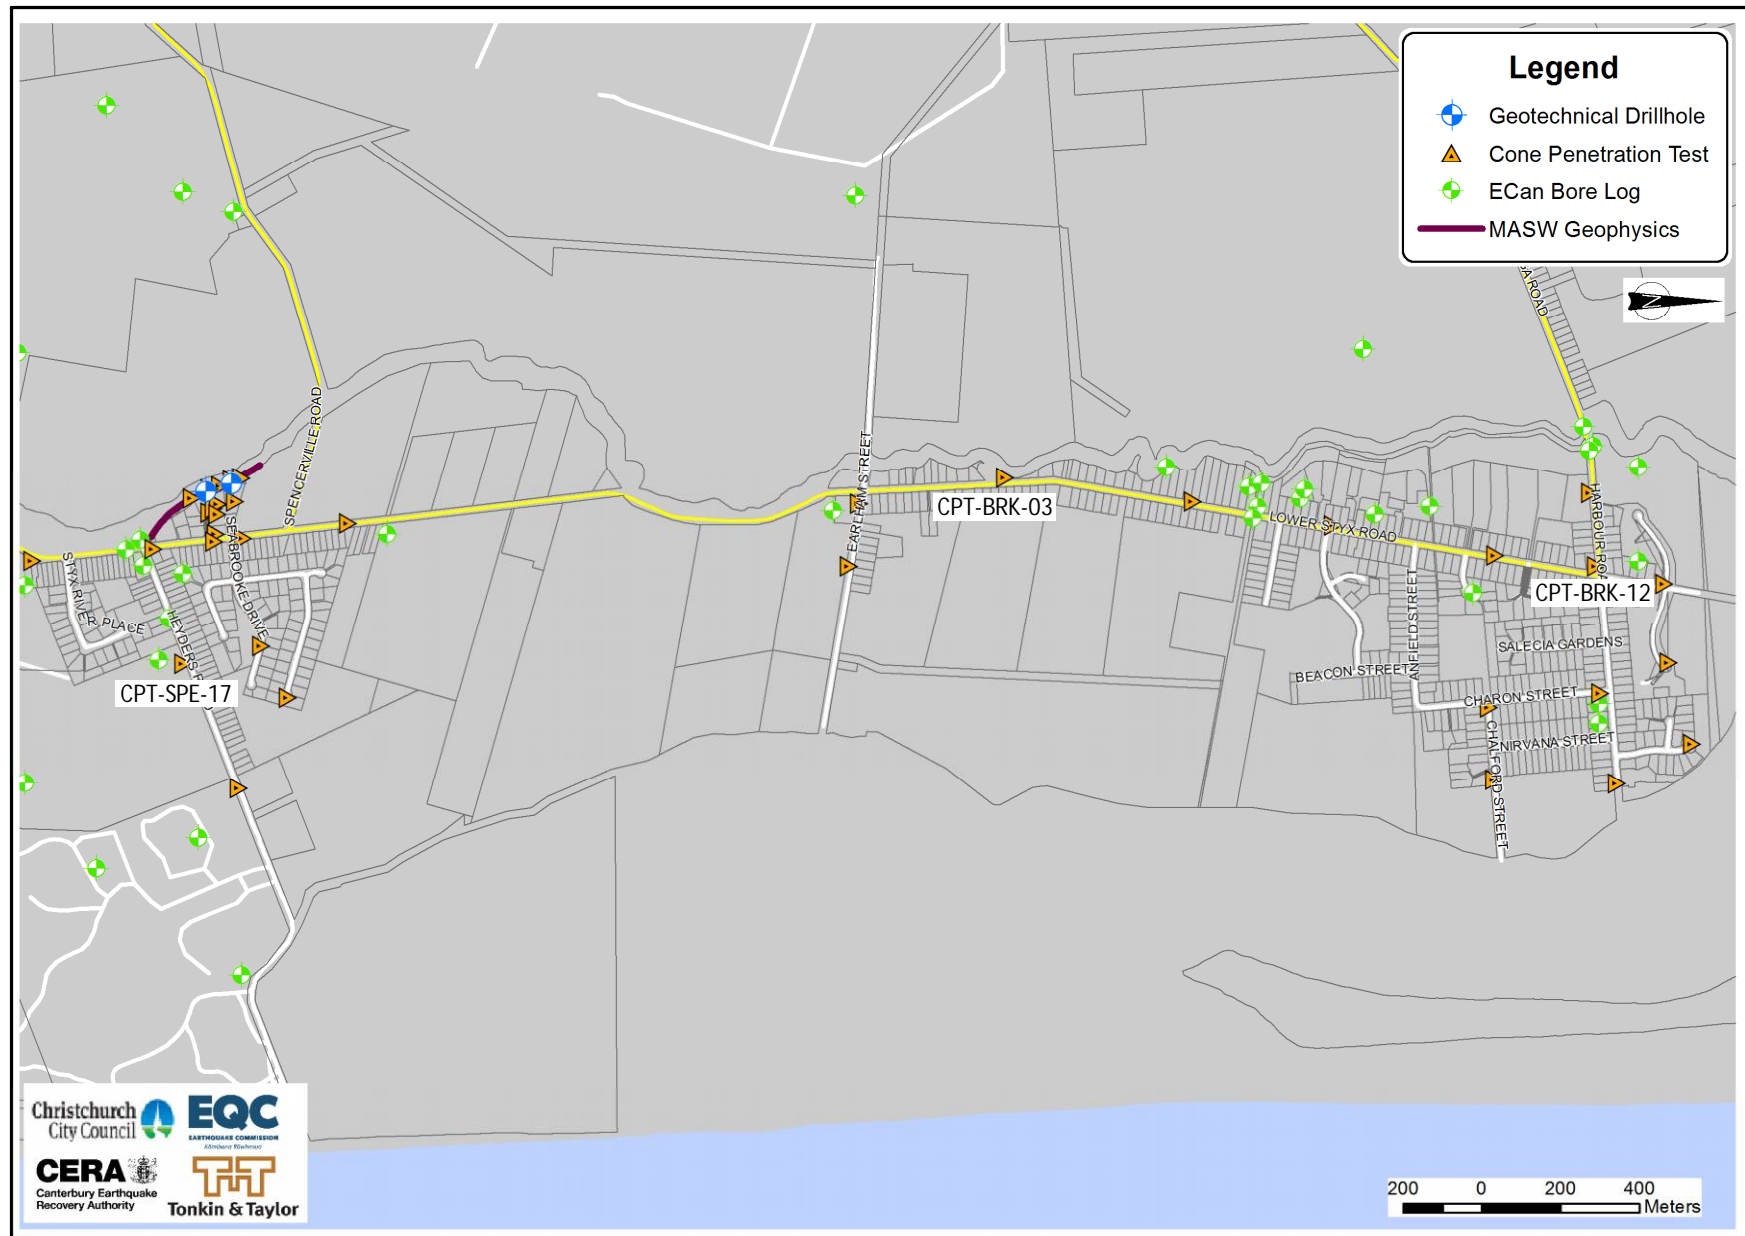 Legend
Geotechnical Drillhole
Cone Penetration Test
ECan Bore Log
MASW Geophysics
ROAD
N
SPENCERVILLE ROAD
EARLHAM STREET
CPT-BRK-03
LOWER STYX ROAD
HARBOUR ROA
CPT-BRK-12
SEABROOKE DRIVE
STYX RIVER PLACE
HEYDERS R
CPT-SPE-17
ANFIELD STREET
BEACON STREET
SALECIA GARDENS
CHARON STREET
NIRVANA STREET
CHALFORD STREET
Christchurch
City Council
EQC
EARTHQUAKE COMMISSION
CERA
Canterbury Earthquake
Recovery Authority
T+T
Tonkin & Taylor
200 0 200 400
Meters